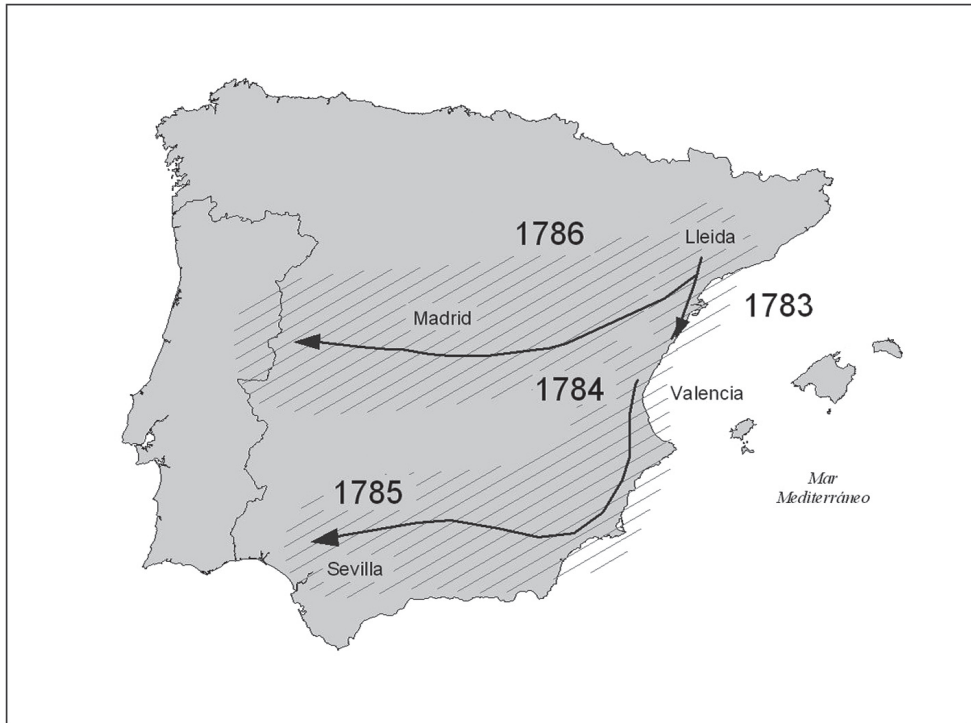 1786
Lleida
1783
Madrid
1784
Valencia
1785
Mar
Mediterráneo
Sevilla